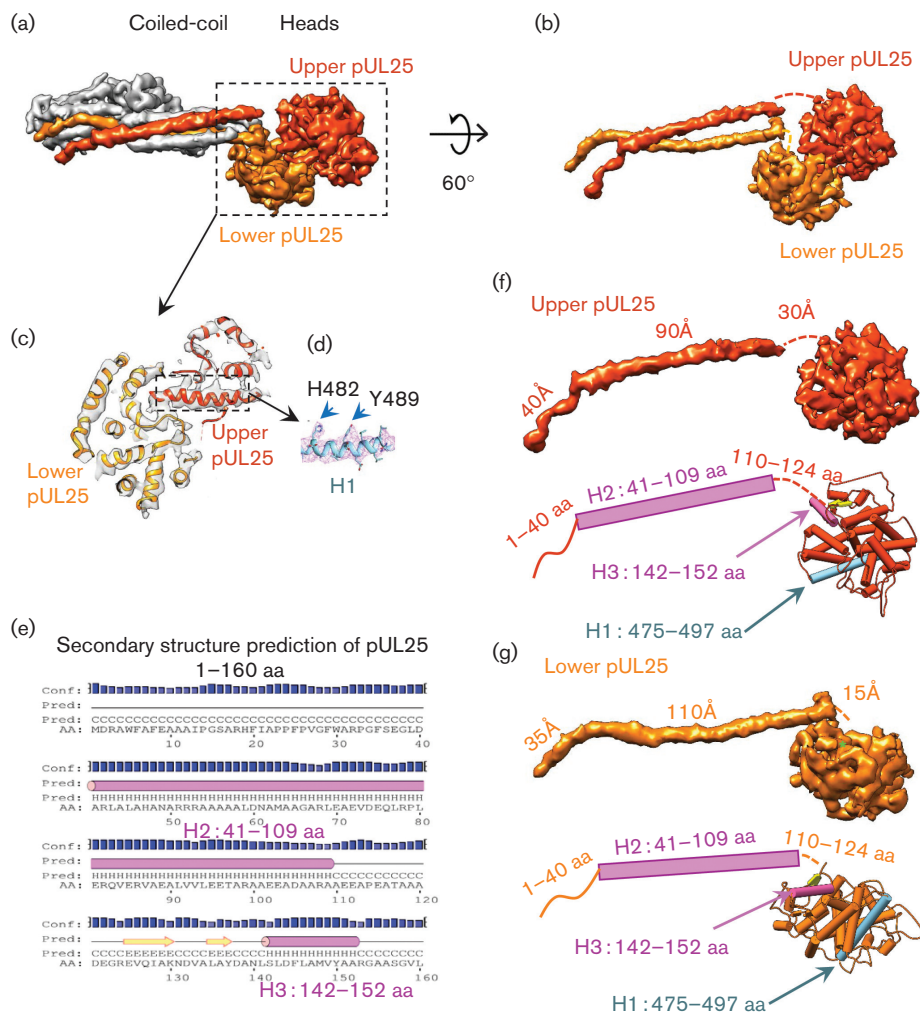 (a)
Coiled-coil
Heads
Upper pUL25
Lower pUL25
60°
(b)
Upper pUL25
Lower pUL25
(c)
Lower
pUL25
Upper
pUL25
(d)
H482
Y489
H1
(e)
Secondary structure prediction of pUL25
1–160 aa
Conf:
Pred:
Pred: CCCCCCCCCCCCCCCCCCCCCCCCCCCCCCCCCCCCCCCC
AA: MDRAWFAFEAAAIPGSARHFIAPPFPVGFWARPGFSEGLD
10 20 30 40
Conf:
Pred:
Pred: HHHHHHHHHHHHHHHHHHHHHHHHHHHHHHHHHHHHHHHH
AA: ARLALAHANARRRAAAAALDNAMAAGARLEAEVDEQLRPL
50 60 70 80
H2:41–109 aa
Conf:
Pred:
Pred: HHHHHHHHHHHHHHHHHHHHHHHHHHHHHCCCCCCCCCCC
AA: ERQVERVAEALVVLEETARAAEEADAARAAEEAPEATAAA
90 100 110 120
Conf:
Pred:
Pred: CCCCEEEEEECCCCEEECCCCHHHHHHHHHHHCCCCCCCC
AA: DEGREVQIAKNDVALAYDANLSLDFLAMVYAARGAASGVL
130 140 150 160
H3:142–152 aa
(f)
Upper pUL25
40Å
90Å
30Å
1–40 aa
H2:41–109 aa
110–124 aa
H3:142–152 aa
H1:475–497 aa
(g)
Lower pUL25
35Å
110Å
15Å
1–40 aa
H2:41–109 aa
110–124 aa
H3:142–152 aa
H1:475–497 aa